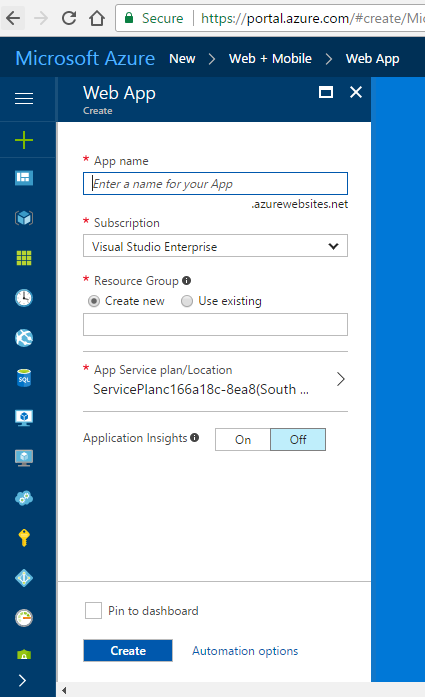 Secure https://portal.azure.com/#create/Mi
Microsoft Azure New > Web + Mobile > Web App
Web App
Create
* App name
Enter a name for your App
.azurewebsites.net
* Subscription
Visual Studio Enterprise
* Resource Group
Create new Use existing
* App Service plan/Location
ServicePlanc166a18c-8ea8(South ...
Application Insights On Off
SQL
Pin to dashboard
Create Automation options